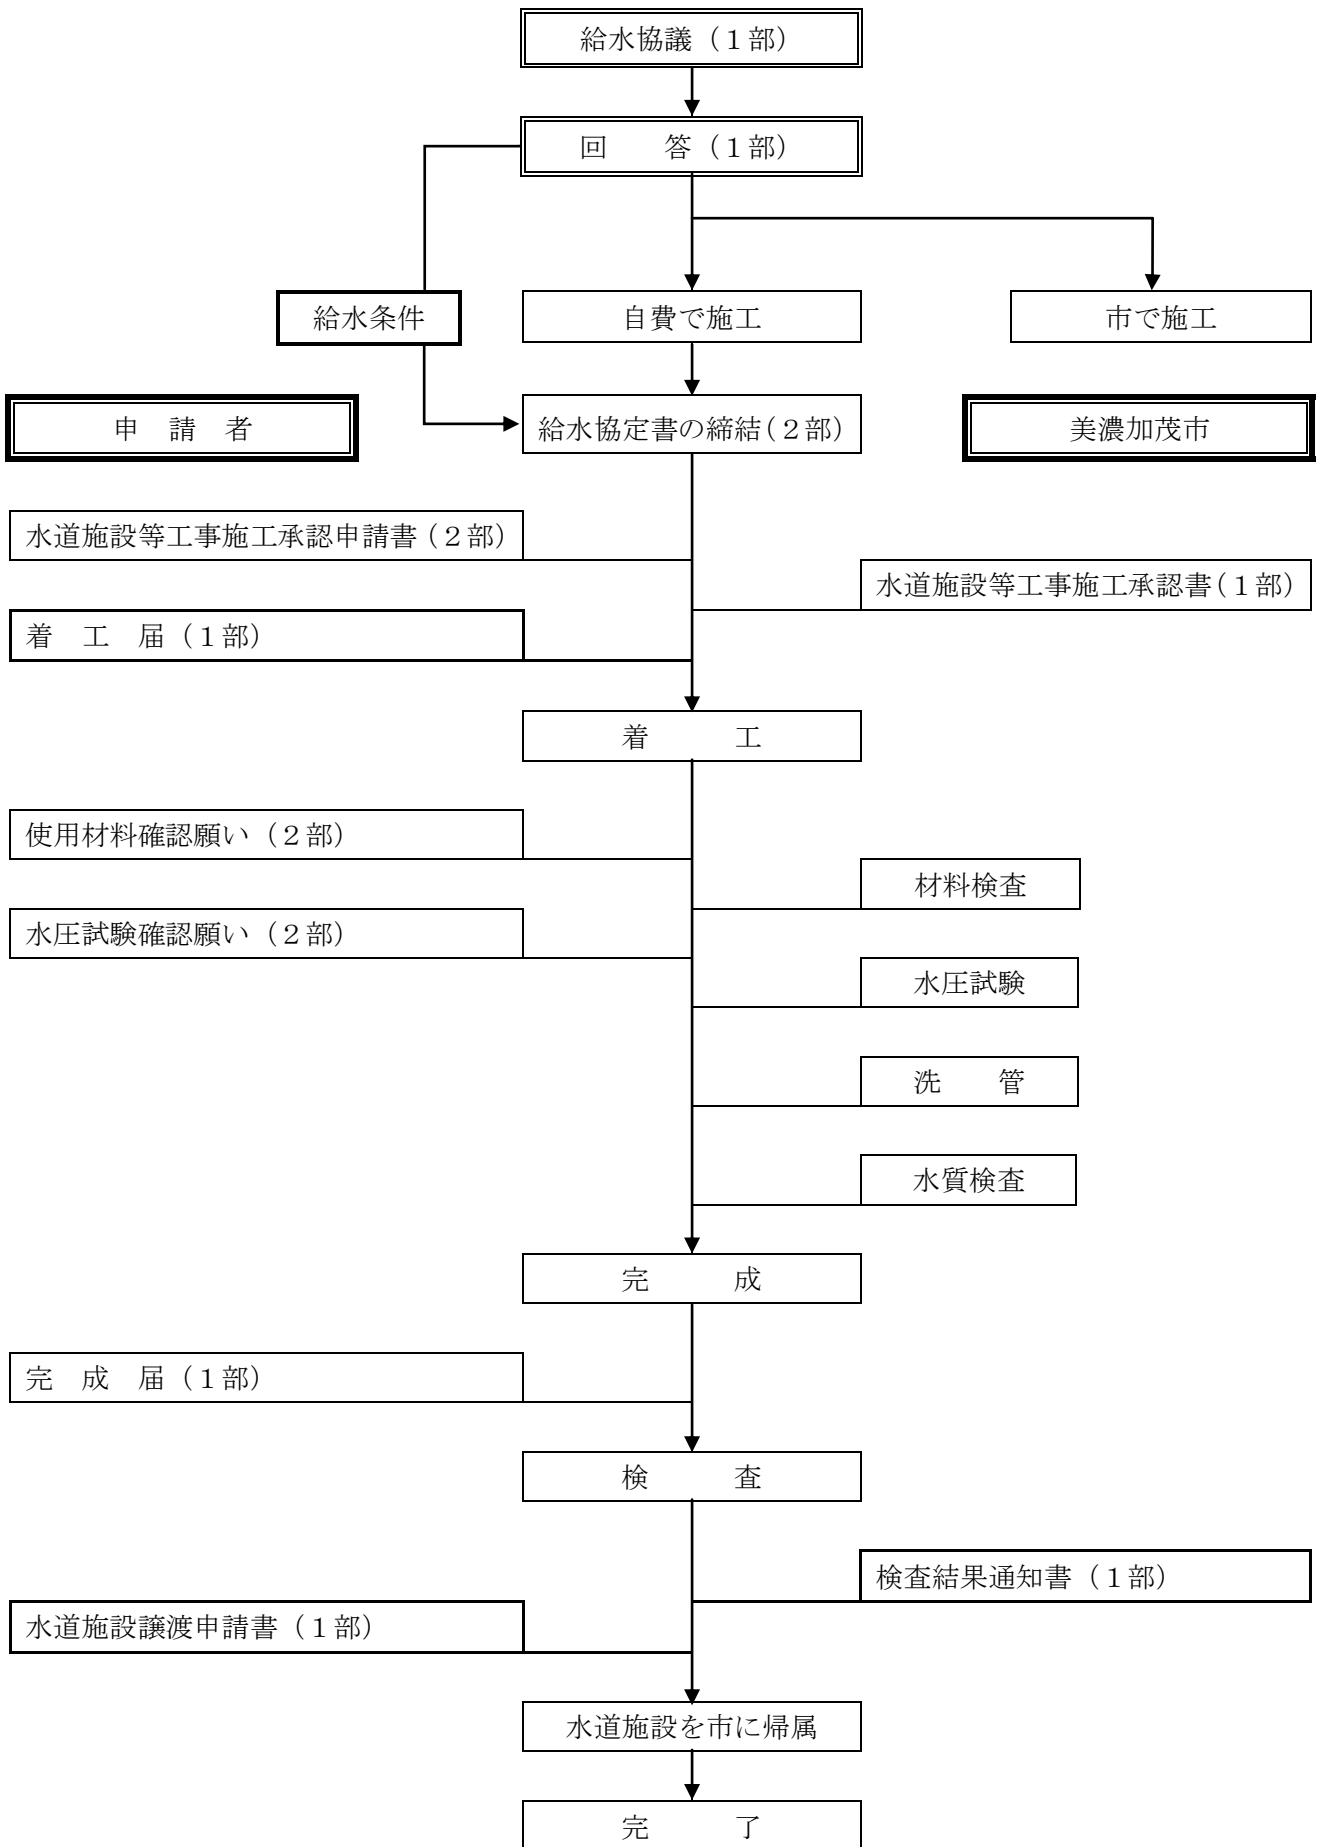 給水協議（１部）
回　　答（１部）
給水条件
自費で施工
市で施工
申　請　者
給水協定書の締結（２部）
美濃加茂市
水道施設等工事施工承認申請書（２部）
水道施設等工事施工承認書（１部）
着　工　届（１部）
着　　　工
使用材料確認願い（２部）
材料検査
水圧試験確認願い（２部）
水圧試験
洗　　管
水質検査
完　　　成
完　成　届（１部）
検　　　査
検査結果通知書（１部）
水道施設譲渡申請書（１部）
水道施設を市に帰属
完　　　了